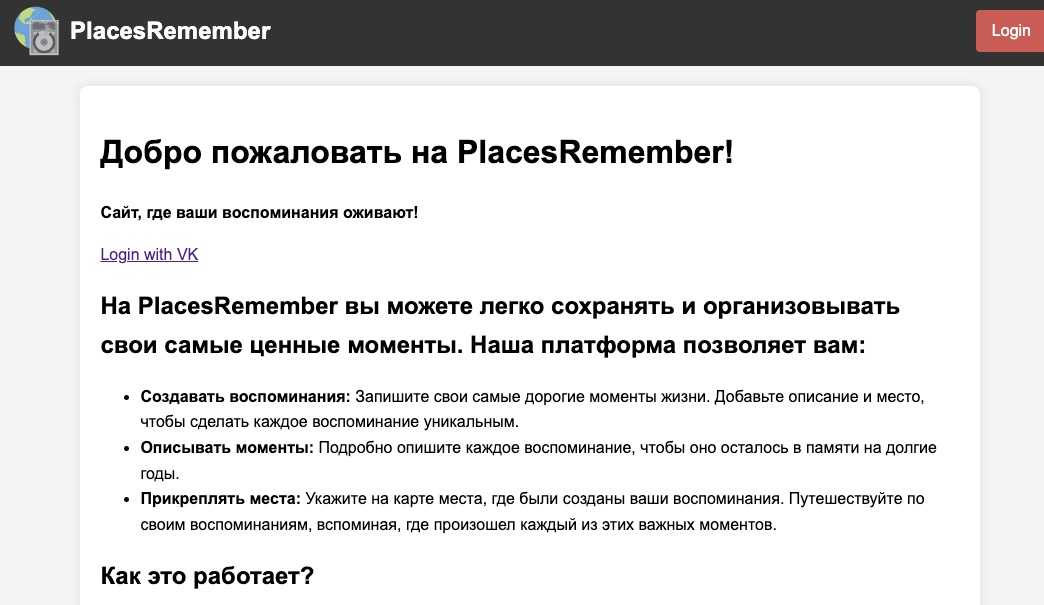 PlacesRemember
Login
Добро пожаловать на PlacesRemember!
Сайт, где ваши воспоминания оживают!
Login with VK
На PlacesRemember вы можете легко сохранять и организовывать
свои самые ценные моменты. Наша платформа позволяет вам:
Создавать воспоминания: Запишите свои самые дорогие моменты жизни. Добавьте описание и место,
чтобы сделать каждое воспоминание уникальным.
Описывать моменты: Подробно опишите каждое воспоминание, чтобы оно осталось в памяти на долгие
годы.
Прикреплять места: Укажите на карте места, где были созданы ваши воспоминания. Путешествуйте по
своим воспоминаниям, вспоминая, где произошел каждый из этих важных моментов.
Как это работает?